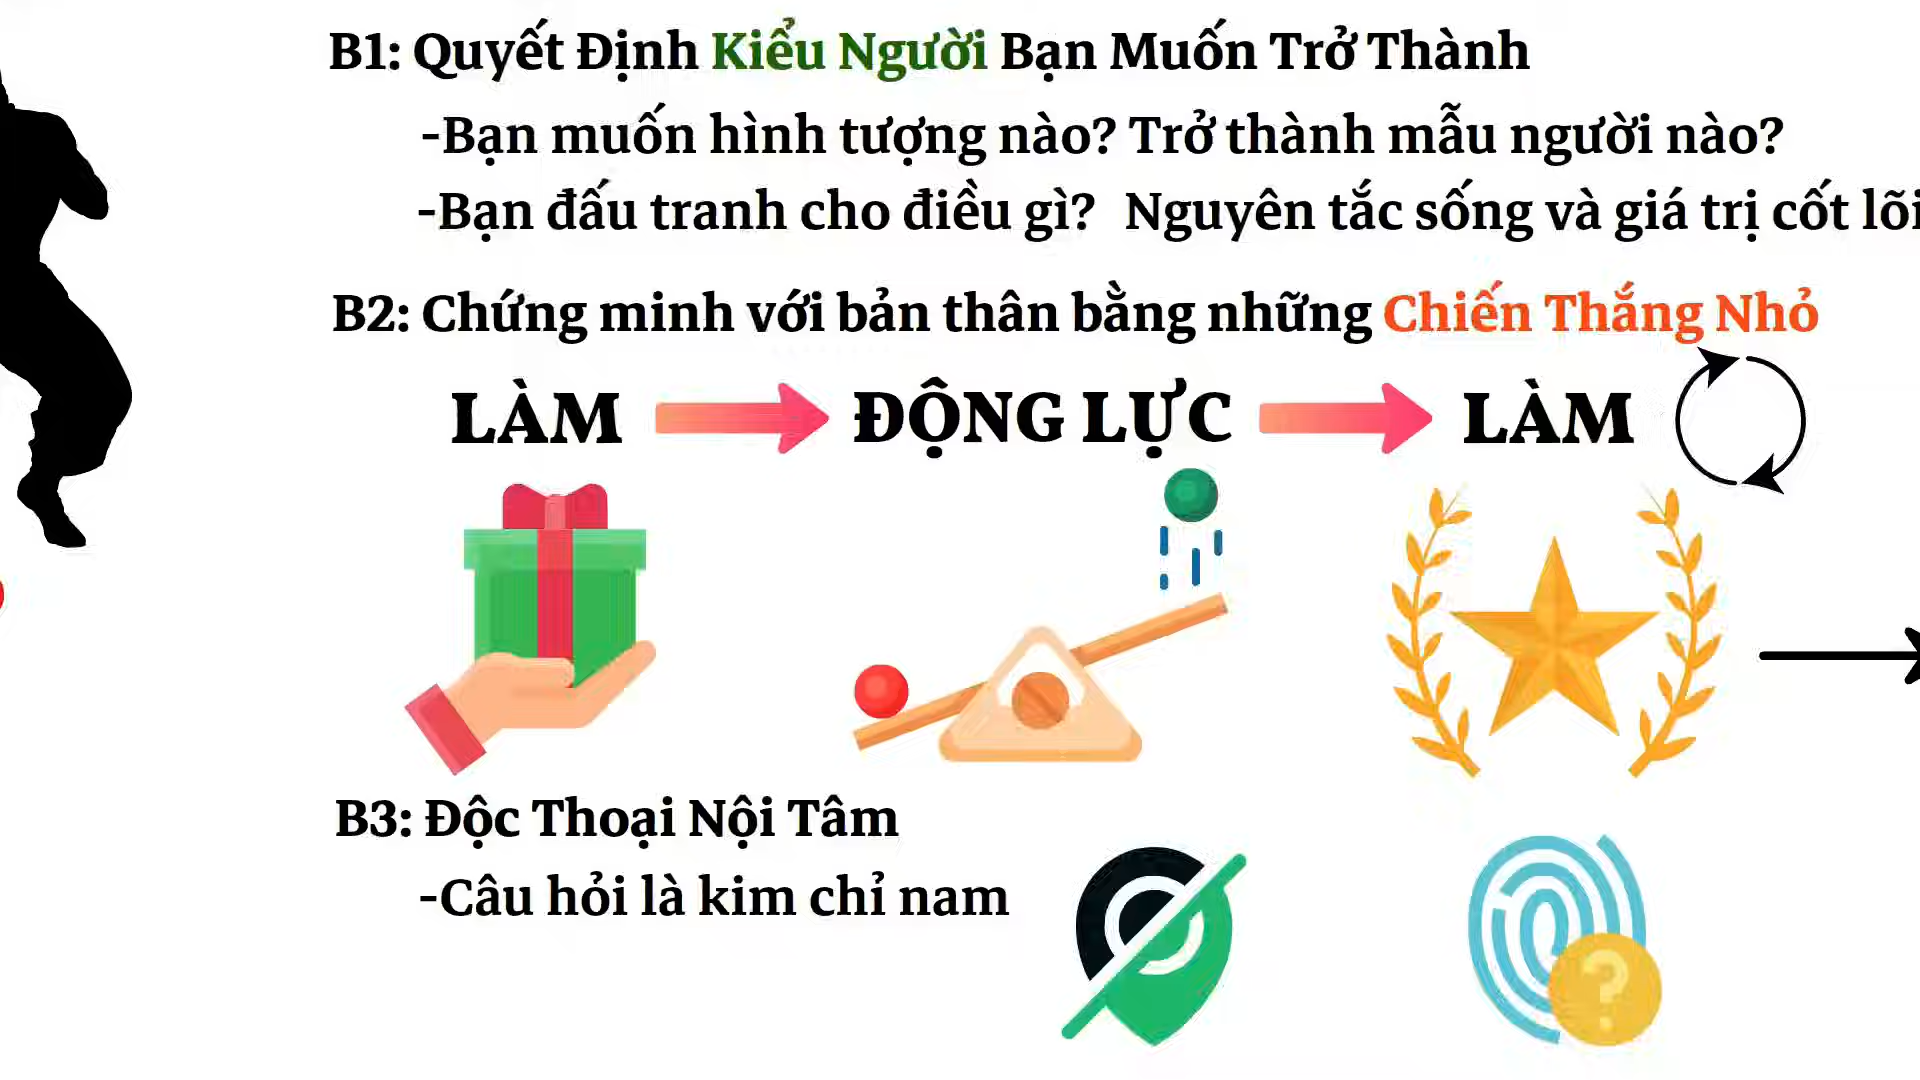 B1: Quyết Định Kiểu Người Bạn Muốn Trở Thành
-Bạn muốn hình tượng nào? Trở thành mẫu người nào?
-Bạn đấu tranh cho điều gì? Nguyên tắc sống và giá trị cốt lõi
B2: Chứng minh với bản thân bằng những Chiến Thắng Nhỏ
LÀM ĐỘNG LỰC LÀM
B3: Độc Thoại Nội Tâm
-Câu hỏi là kim chỉ nam
?